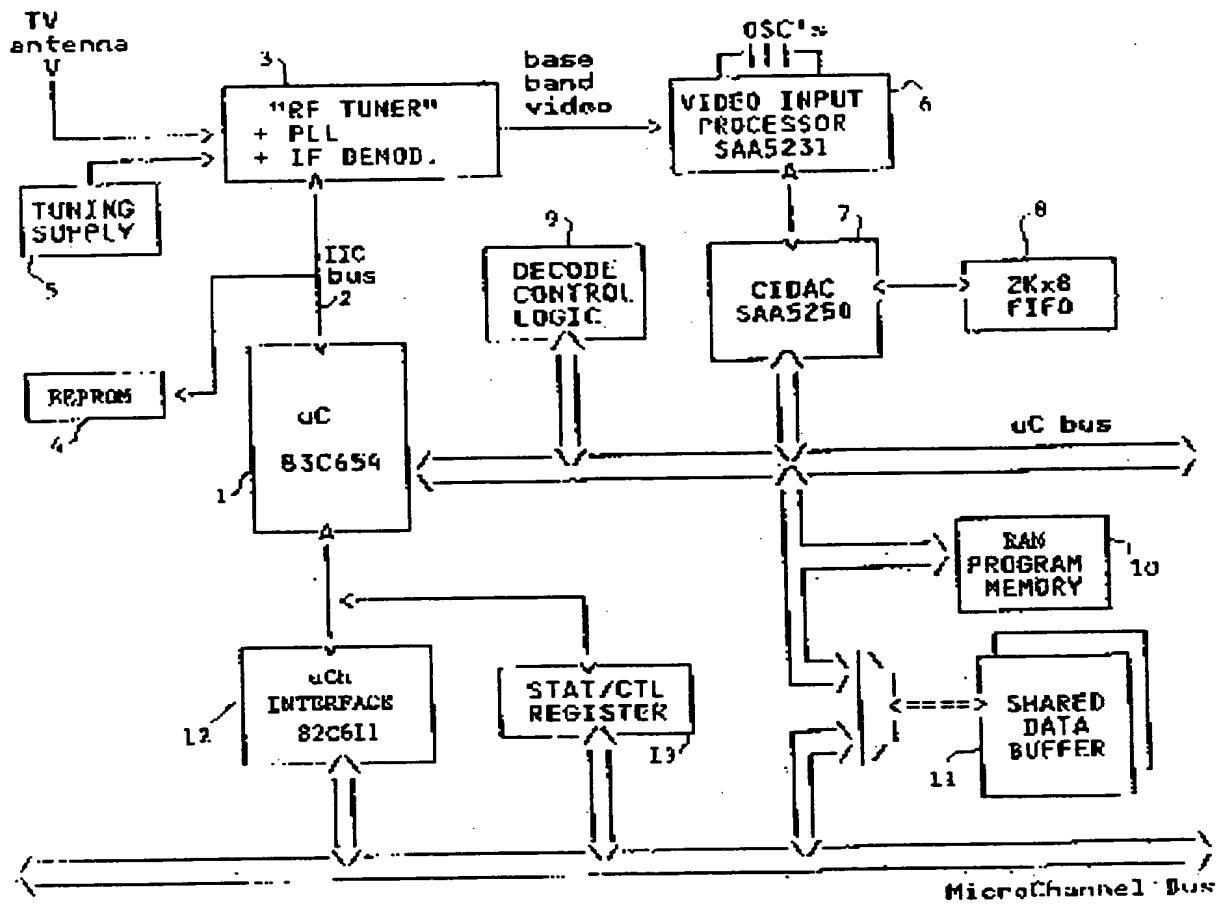 TV
antenna
3
"RF TUNER"
+ PLL
+ IF DEMOD.
base
band
video
OSC's
VIDEO INPUT
PROCESSOR
SAA5231
6
TUNING
SUPPLY
5
IIC
bus
2
9
DECODE
CONTROL
LOGIC
7
CIDAC
SAA5250
8
2Kx8
FIFO
REPROM
4
uC
83C654
1
uC bus
RAM
PROGRAM
MEMORY
10
uCh
INTERFACE
82C611
12
STAT/CTL
REGISTER
13
SHARED
DATA
BUFFER
11
MicroChannel Bus